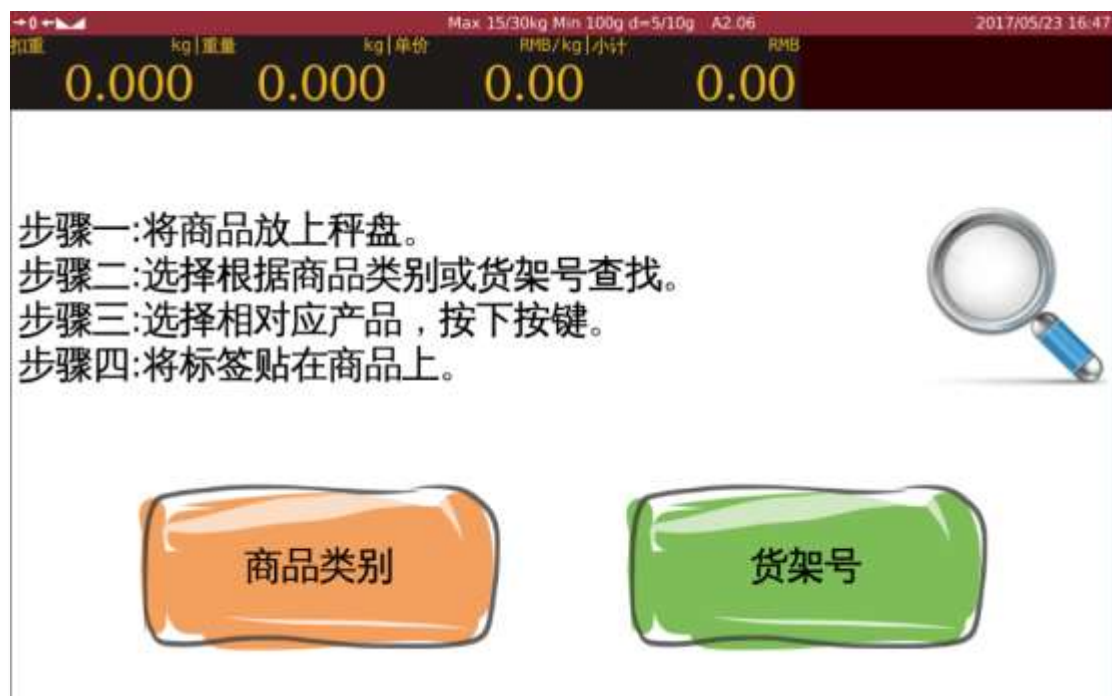 →0← Max 15/30kg Min 100g d=5/10g A2.06 2017/05/23 16:47
扣重 kg|重量 kg|单价 RMB/kg|小计 RMB
0.000 0.000 0.00 0.00
步骤一:将商品放上秤盘。
步骤二:选择根据商品类别或货架号查找。
步骤三:选择相对应产品，按下按键。
步骤四:将标签贴在商品上。
商品类别 货架号